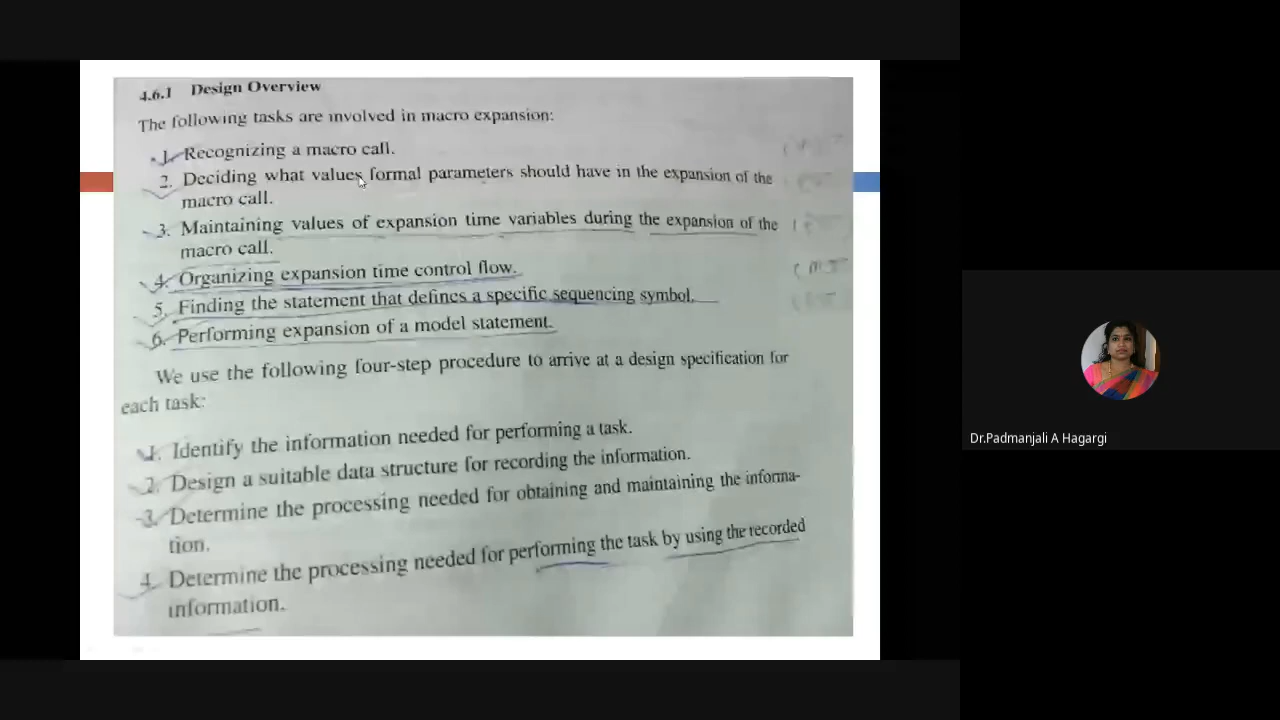 4.6.1 Design Overview
The following tasks are involved in macro expansion:
1. Recognizing a macro call.
2. Deciding what values formal parameters should have in the expansion of the
macro call.
3. Maintaining values of expansion time variables during the expansion of the
macro call.
4. Organizing expansion time control flow.
5. Finding the statement that defines a specific sequencing symbol.
6. Performing expansion of a model statement.
We use the following four-step procedure to arrive at a design specification for
each task:
1. Identify the information needed for performing a task.
2. Design a suitable data structure for recording the information.
3. Determine the processing needed for obtaining and maintaining the informa-
tion.
4. Determine the processing needed for performing the task by using the recorded
information.
Dr.Padmanjali A Hagargi